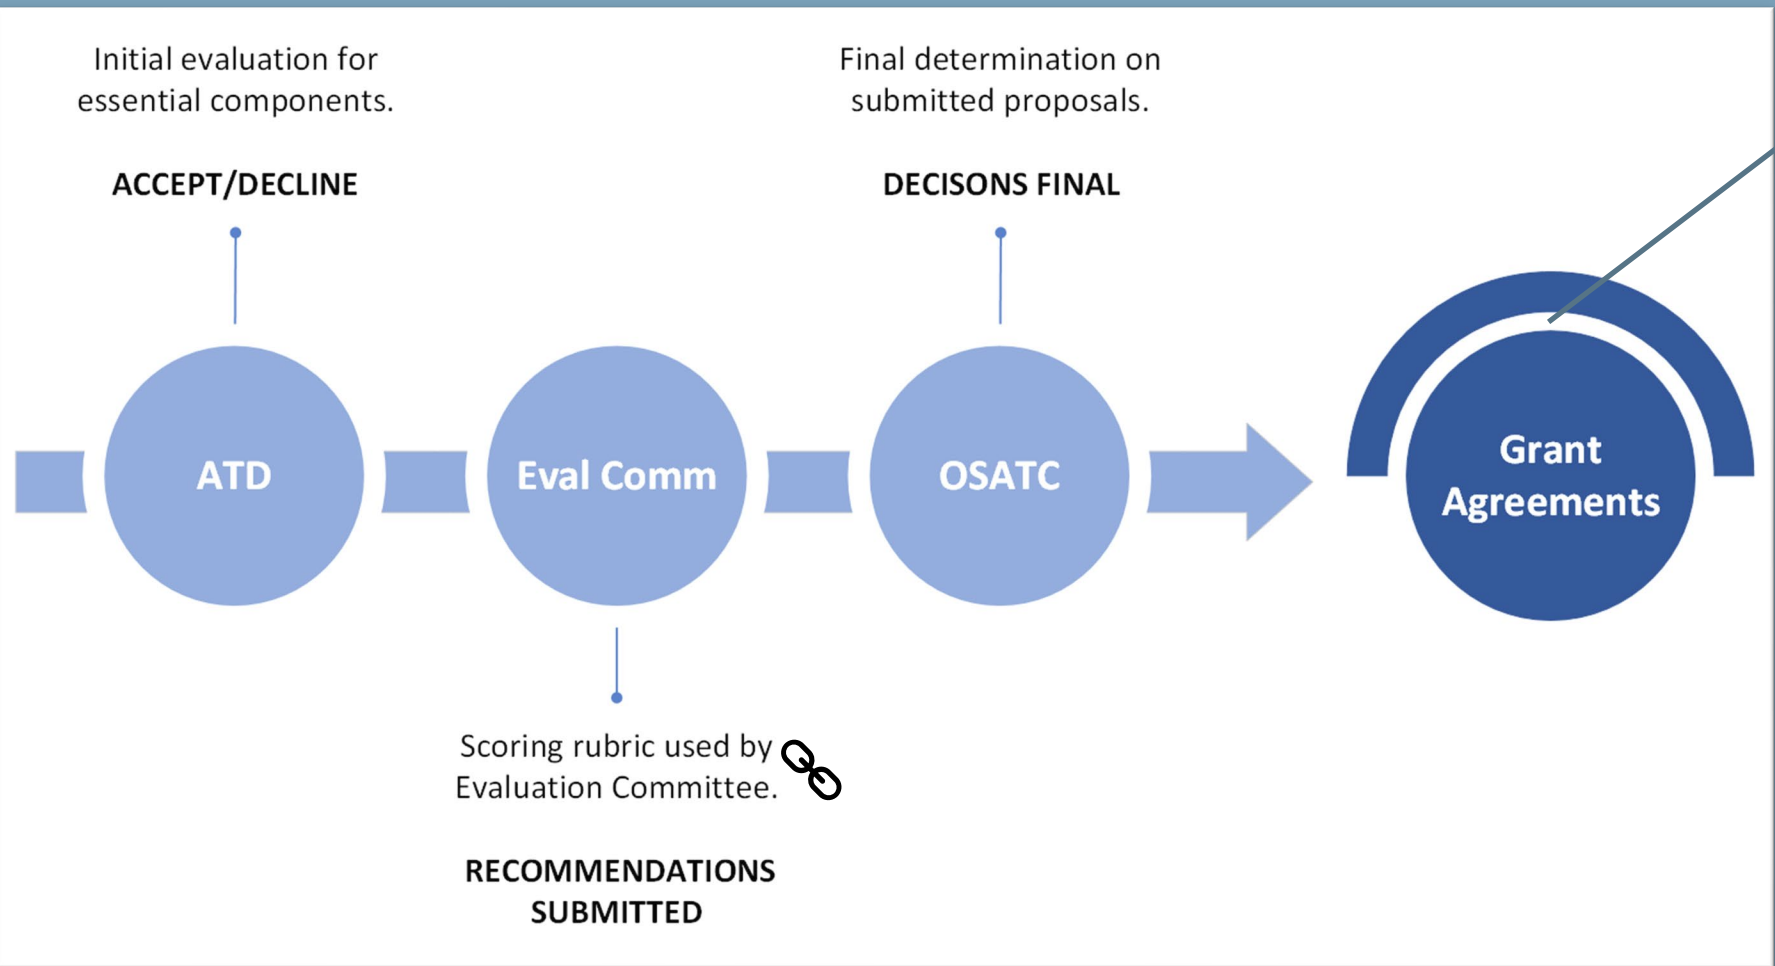 Initial evaluation for
essential components.
ACCEPT/DECLINE
Final determination on
submitted proposals.
DECISONS FINAL
ATD
Eval Comm
OSATC
Grant
Agreements
Scoring rubric used by
Evaluation Committee.
RECOMMENDATIONS
SUBMITTED